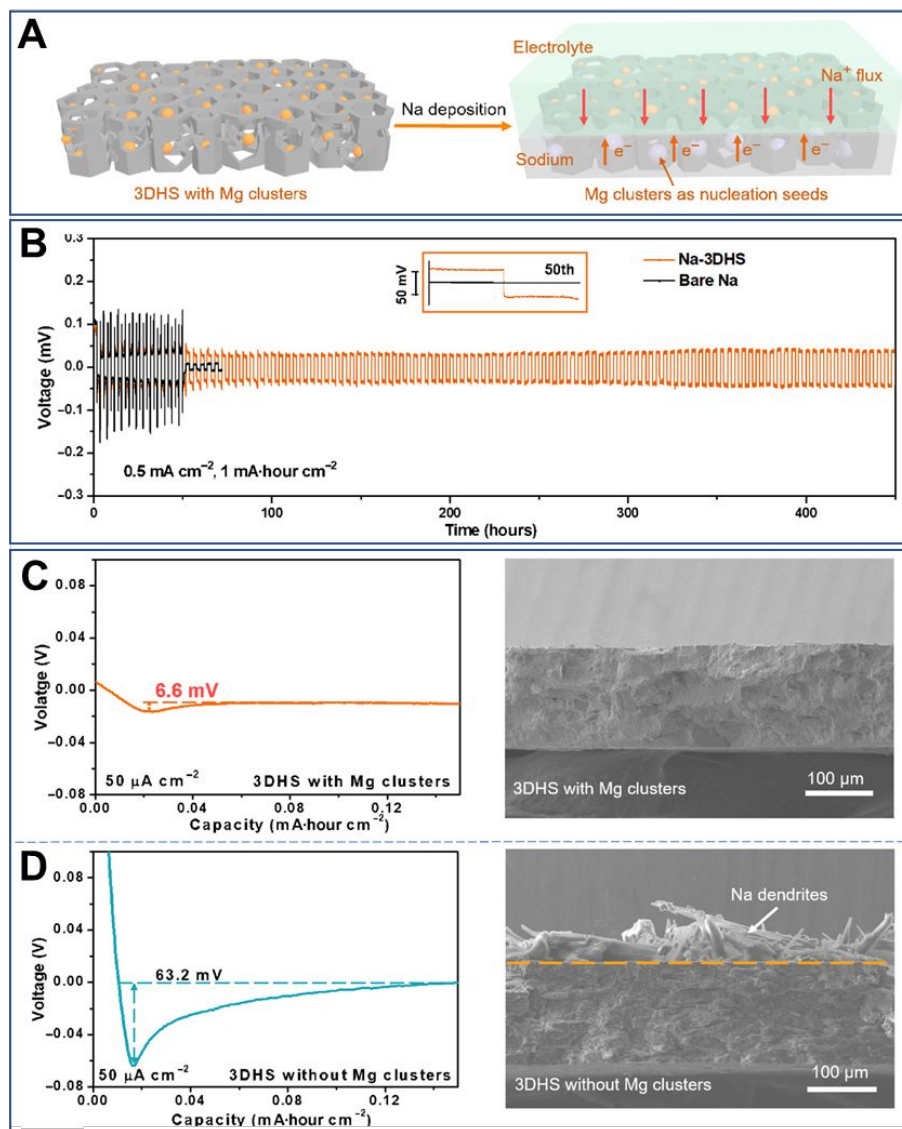 A
Electrolyte
Na⁺ flux
Na deposition
Sodium
e⁻ e⁻ e⁻ e⁻
3DHS with Mg clusters
Mg clusters as nucleation seeds
B
0.3
0.2
0.1
0.0
−0.1
−0.2
−0.3
Voltage (mV)
50 mV
50th
Na-3DHS
Bare Na
0.5 mA cm⁻², 1 mA·hour cm⁻²
0 100 200 300 400
Time (hours)
C
0.08
0.04
0.00
−0.04
−0.08
Volatge (V)
6.6 mV
50 μA cm⁻²
3DHS with Mg clusters
0.00 0.04 0.08 0.12
Capacity (mA·hour cm⁻²)
3DHS with Mg clusters
100 μm
D
0.08
0.04
0.00
−0.04
−0.08
Voltage (V)
63.2 mV
50 μA cm⁻²
3DHS without Mg clusters
0.00 0.04 0.08 0.12
Capacity (mA·hour cm⁻²)
Na dendrites
3DHS without Mg clusters
100 μm